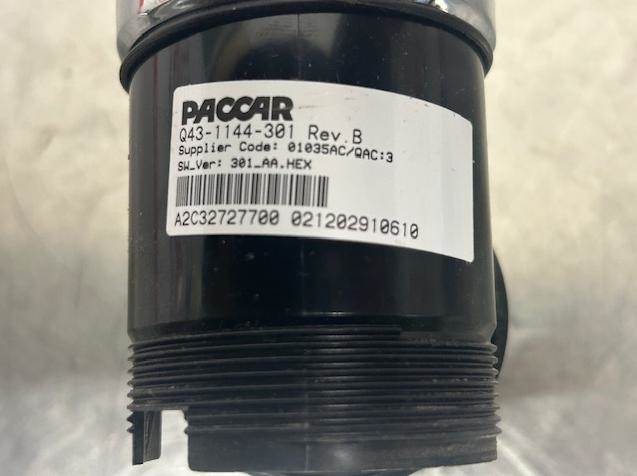 PACCAR
Q43-1144-301 Rev.B
Supplier Code: 01035AC/QAC:3
SW_Ver: 301_AA.HEX
A2C32727700 021202910610